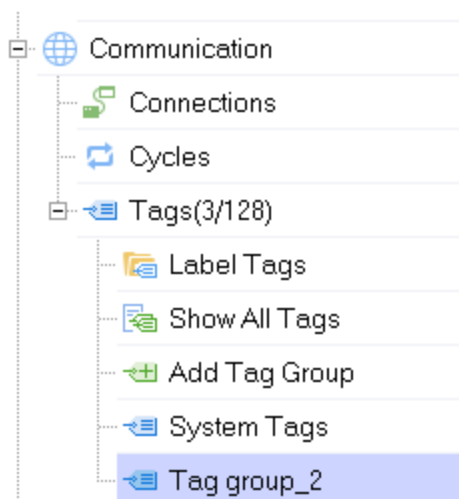 Communication
Connections
Cycles
Tags(3/128)
Label Tags
Show All Tags
Add Tag Group
System Tags
Tag group_2